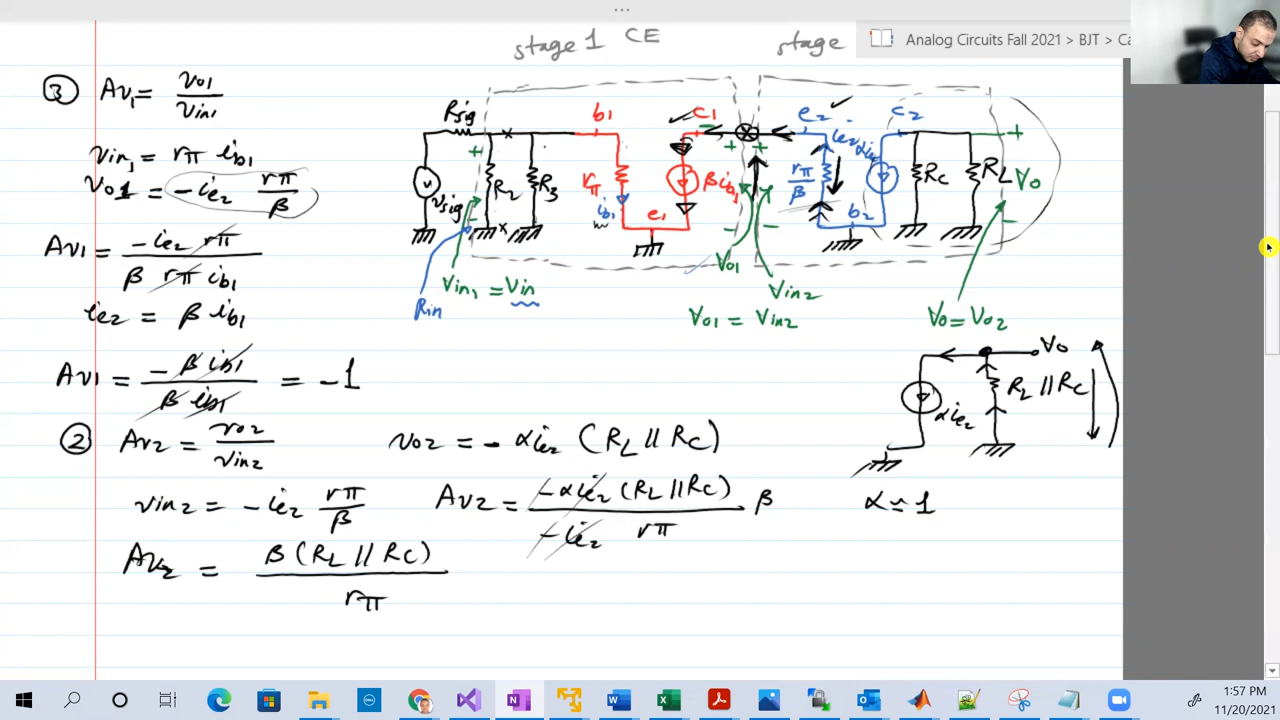 stage 1 CE
stage
Analog Circuits Fall 2021 > BJT > Ca
③ Av1 = vo1 / vin1
vin1 = rπ ib1
vo1 = -ie2 rπ / β
Av1 = -ie2 rπ / β rπ ib1
ie2 = β ib1
Av1 = -β ib1 / β ib1 = -1
Rsig
b1
c1
e2
c2
+
+
+
+
V
Vsig
R2
R3
rπ
ib1
β ib1
e1
rπ / β
ie2
b2
RC
RL
Vo
-
-
-
-
Rin
Vin1 = Vin
Vo1
Vin2
Vo1 = Vin2
Vo = Vo2
Vo
αie2
RL // RC
② Av2 = vo2 / vin2
vo2 = - αie2 (RL // RC)
vin2 = -ie2 rπ / β
Av2 = -αie2 (RL // RC) / -ie2 rπ β
α ≃ 1
Av2 = β (RL // RC) / rπ
1:57 PM
11/20/2021